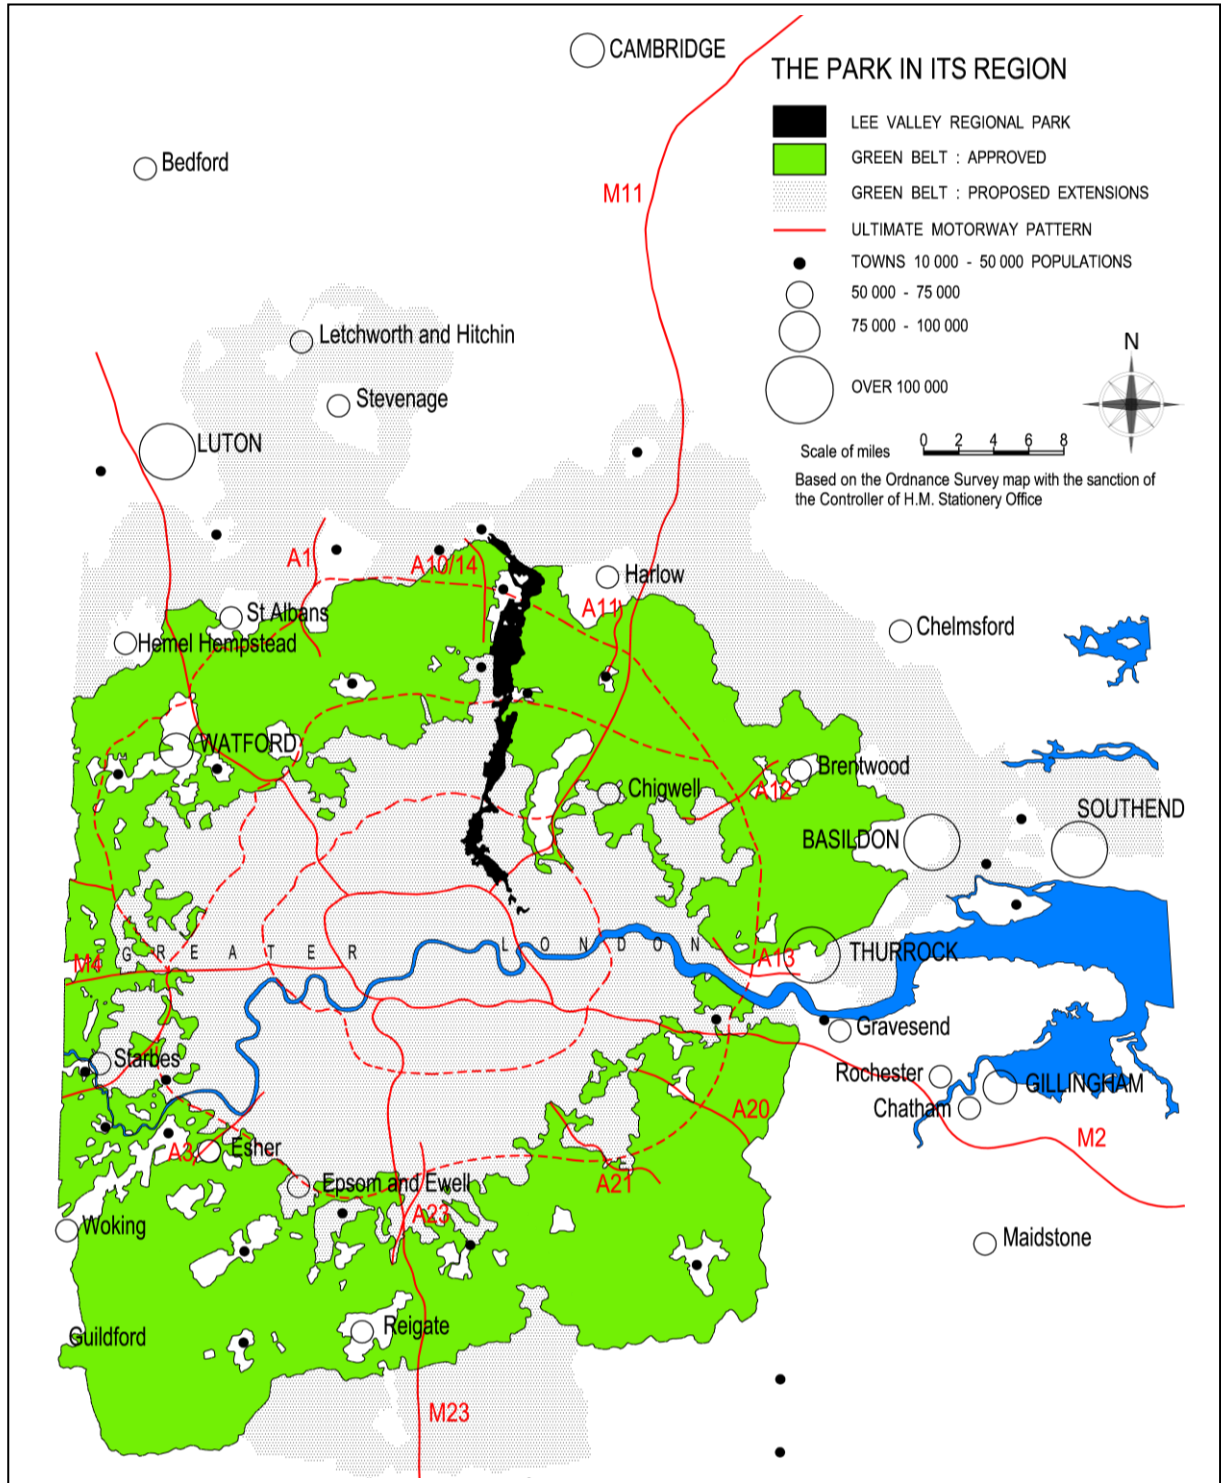 CAMBRIDGE
THE PARK IN ITS REGION
LEE VALLEY REGIONAL PARK
GREEN BELT : APPROVED
GREEN BELT : PROPOSED EXTENSIONS
ULTIMATE MOTORWAY PATTERN
TOWNS 10 000 - 50 000 POPULATIONS
50 000 - 75 000
75 000 - 100 000
OVER 100 000
N
Scale of miles
0 2 4 6 8
Based on the Ordnance Survey map with the sanction of
the Controller of H.M. Stationery Office
Bedford
M11
Letchworth and Hitchin
Stevenage
LUTON
A1
A10/14
Harlow
A11
St Albans
Hemel Hempstead
Chelmsford
WATFORD
Brentwood
A12
Chigwell
SOUTHEND
BASILDON
GREATER LONDON
M4
A13
THURROCK
Gravesend
Starbes
Rochester
GILLINGHAM
Chatham
A20
M2
A3
Esher
A21
Epsom and Ewell
A23
Woking
Maidstone
Reigate
Guildford
M23